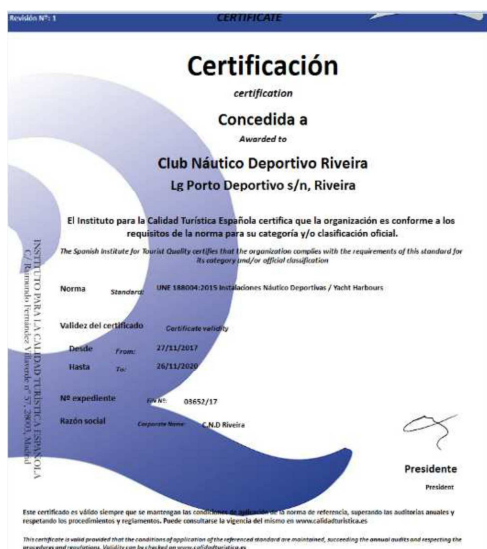 Revisión Nº: 1
CERTIFICATE
Certificación
certification
Concedida a
Awarded to
Club Náutico Deportivo Riveira
Lg Porto Deportivo s/n, Riveira
El Instituto para la Calidad Turística Española certifica que la organización es conforme a los
requisitos de la norma para su categoría y/o clasificación oficial.
The Spanish Institute for Tourist Quality certifies that the organization complies with the requirements of this standard for
its category and/or official classification
Norma Standard: UNE 188004:2015 Instalaciones Náutico Deportivas / Yacht Harbours
Validez del certificado Certificate validity
Desde From: 27/11/2017
Hasta To: 26/11/2020
Nº expediente File Nº: 03652/17
Razón social Corporate Name: C.N.D Riveira
INSTITUTO PARA LA CALIDAD TURÍSTICA ESPAÑOLA
C/ Raimundo Fernández Villaverde nº 57, 28003, Madrid
Presidente
President
Este certificado es válido siempre que se mantengan las condiciones de aplicación de la norma de referencia, superando las auditorías anuales y
respetando los procedimientos y reglamentos. Puede consultarse la vigencia del mismo en www.calidadturistica.es
This certificate is valid provided that the conditions of application of the referenced standard are maintained, succeeding the annual audits and respecting the
procedures and regulations. Validity can be checked on www.calidadturistica.es